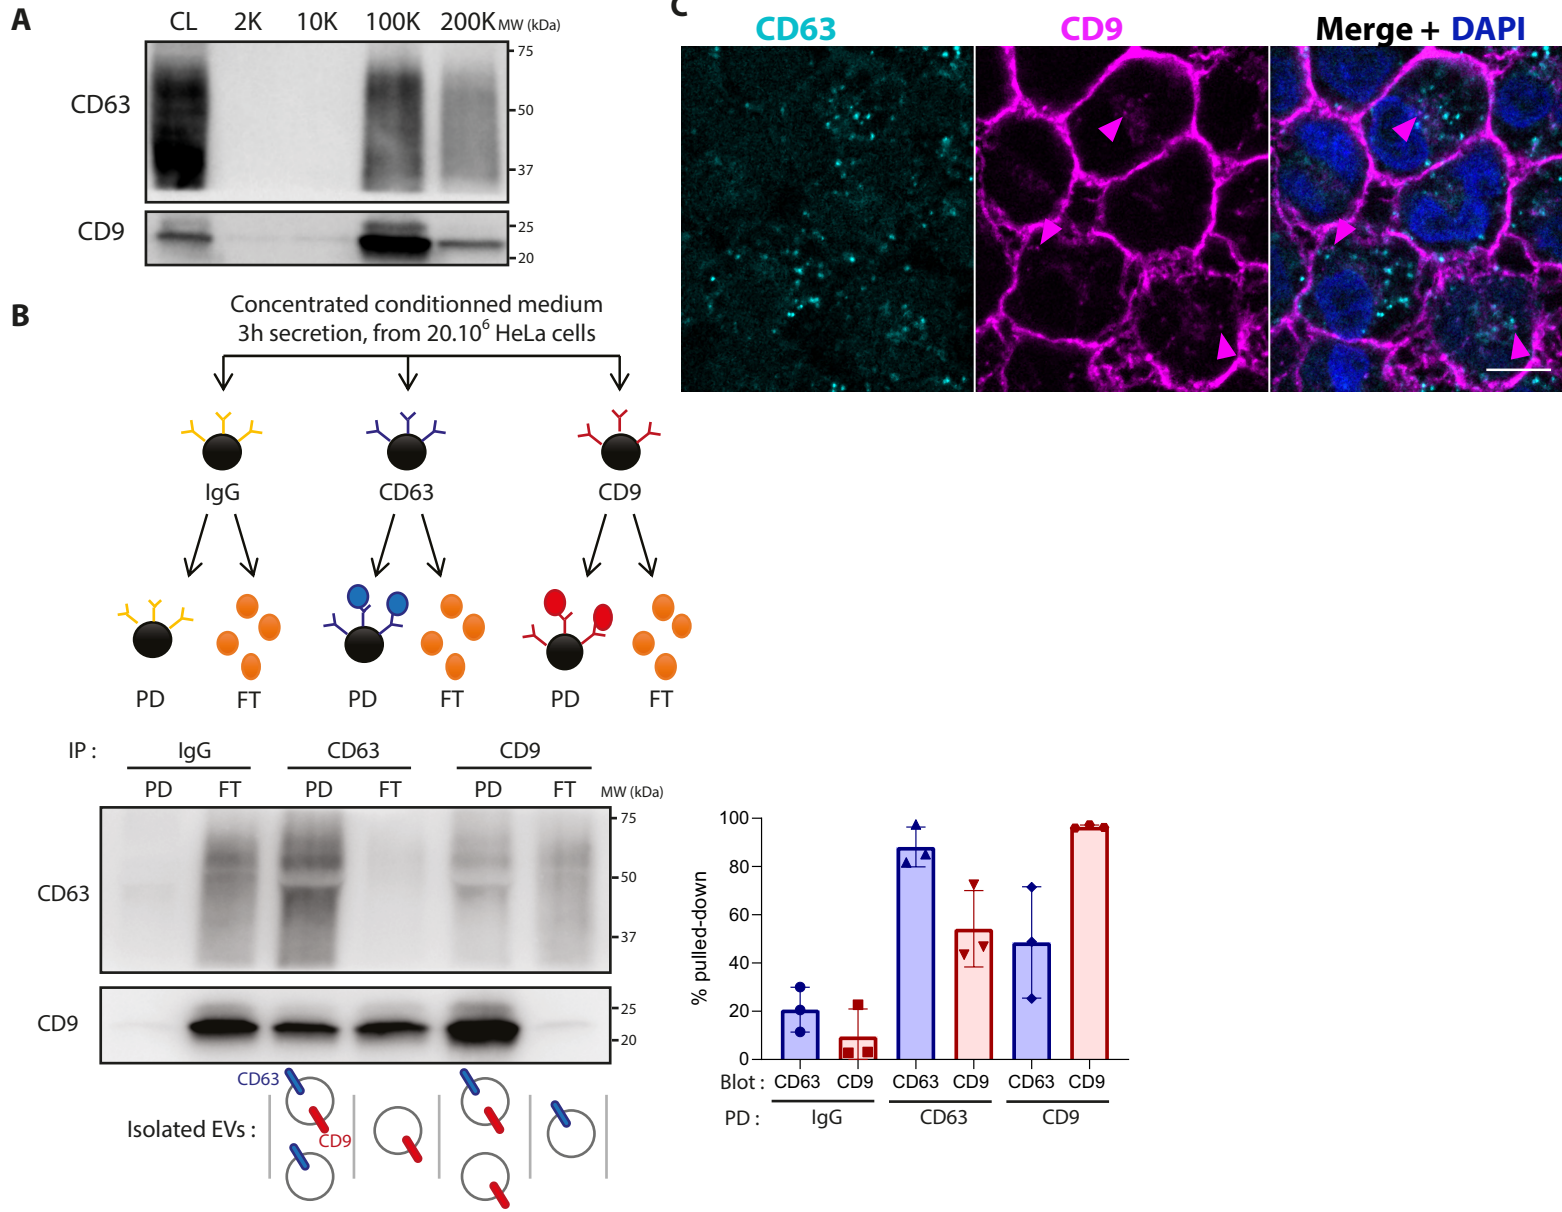 A
CL 2K 10K 100K 200K MW (kDa)
75
CD63
50
37
CD9
25
20
B
Concentrated conditionned medium
3h secretion, from 20.10⁶ HeLa cells
IgG CD63 CD9
PD FT PD FT PD FT
IP : IgG CD63 CD9
PD FT PD FT PD FT MW (kDa)
75
CD63
50
37
CD9
25
20
CD63
CD9
Isolated EVs :
% pulled-down
100
80
60
40
20
0
Blot : CD63 CD9 CD63 CD9 CD63 CD9
PD : IgG CD63 CD9
C
CD63 CD9 Merge + DAPI